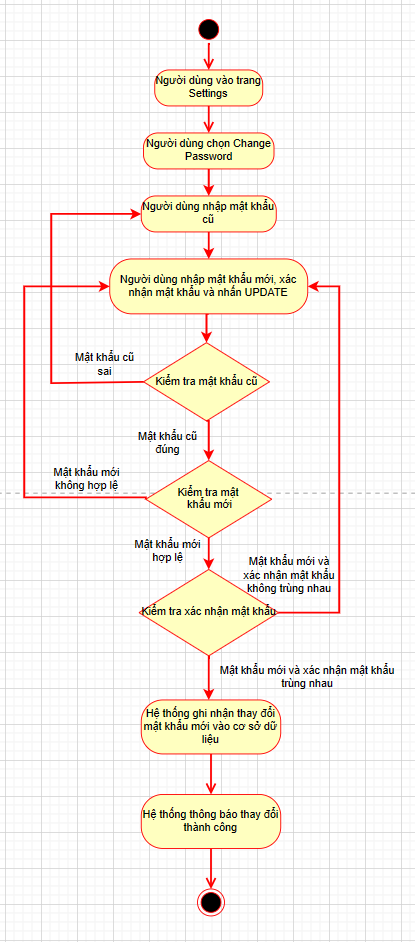 Người dùng vào trang
Settings
Người dùng chọn Change
Password
Người dùng nhập mật khẩu
cũ
Người dùng nhập mật khẩu mới, xác
nhận mật khẩu và nhấn UPDATE
Mật khẩu cũ
sai
Kiểm tra mật khẩu cũ
Mật khẩu cũ
đúng
Mật khẩu mới
không hợp lệ
Kiểm tra mật
khẩu mới
Mật khẩu mới
hợp lệ
Mật khẩu mới và
xác nhận mật khẩu
không trùng nhau
Kiểm tra xác nhận mật khẩu
Mật khẩu mới và xác nhận mật khẩu
trùng nhau
Hệ thống ghi nhận thay đổi
mật khẩu mới vào cơ sở dữ
liệu
Hệ thống thông báo thay đổi
thành công